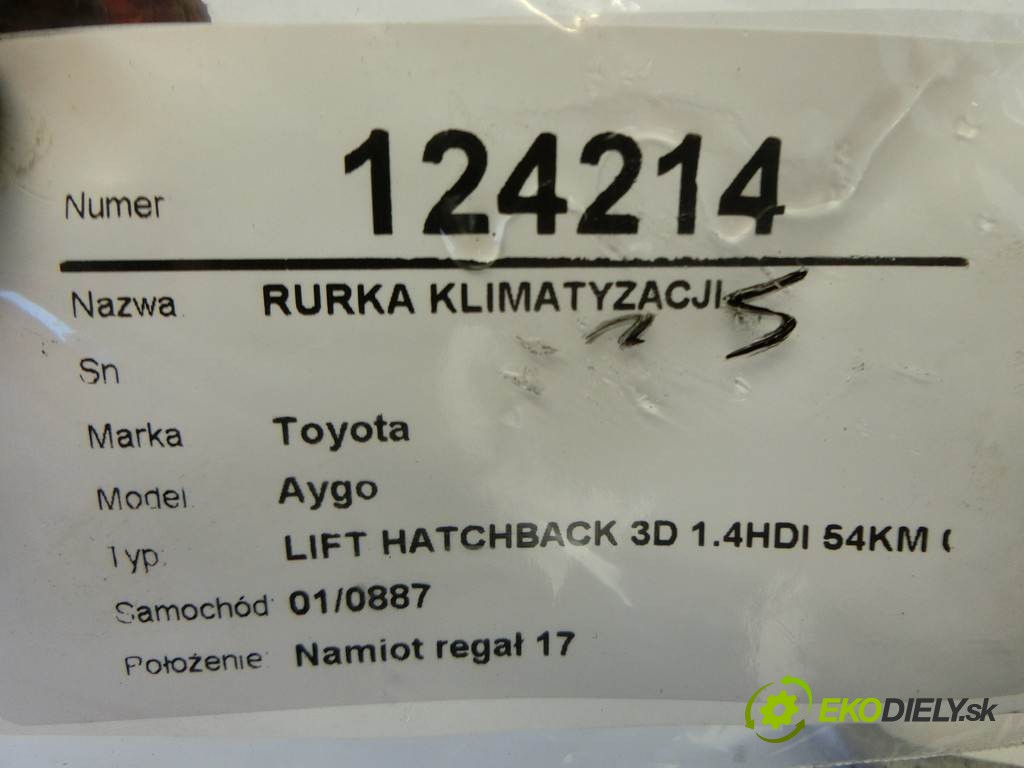 Numer 124214
Nazwa RURKA KLIMATYZACJI
Sn
Marka Toyota
Model Aygo
Typ: LIFT HATCHBACK 3D 1.4HDI 54KM (
Samochód: 01/0887
Położenie: Namiot regał 17
EKODIELY.sk